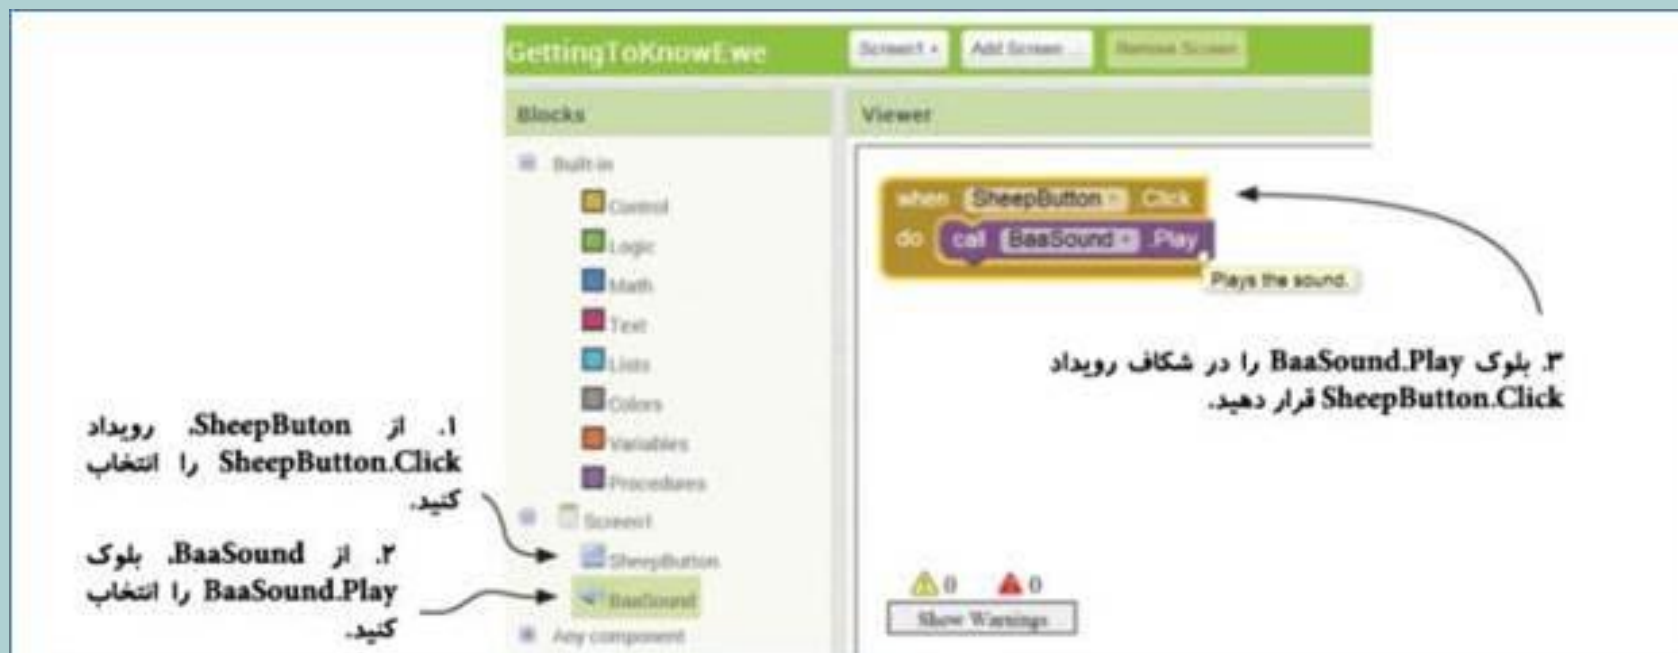 GettingToKnowEwe
Screen1
Add Screen ...
Remove Screen
Blocks
Viewer
Built-in
Control
Logic
Math
Text
Lists
Colors
Variables
Procedures
Screen1
SheepButton
BaaSound
Any component
when SheepButton .Click
do call BaaSound .Play
Plays the sound.
۳. بلوک BaaSound.Play را در شکاف رویداد
SheepButton.Click قرار دهید.
۱. از SheepButon، رویداد
SheepButton.Click را انتخاب
کنید.
۲. از BaaSound، بلوک
BaaSound.Play را انتخاب
کنید.
0 0
Show Warnings